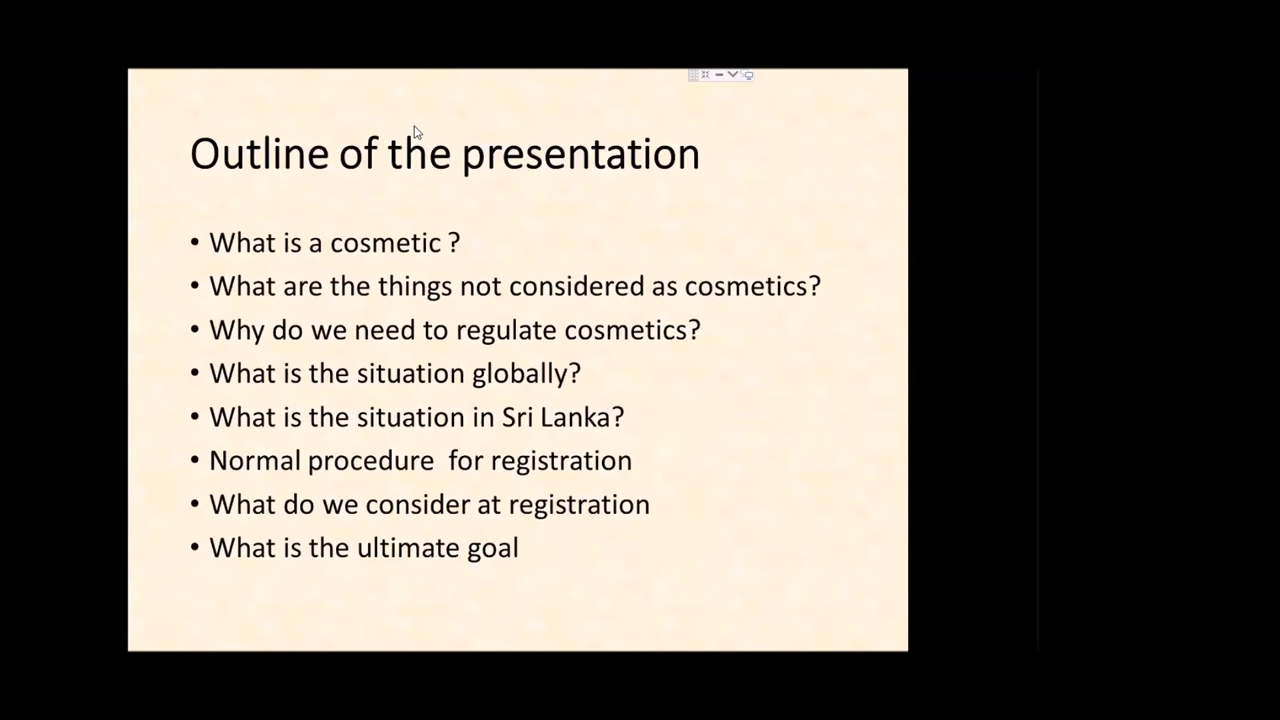 Outline of the presentation
• What is a cosmetic ?
• What are the things not considered as cosmetics?
• Why do we need to regulate cosmetics?
• What is the situation globally?
• What is the situation in Sri Lanka?
• Normal procedure  for registration
• What do we consider at registration
• What is the ultimate goal